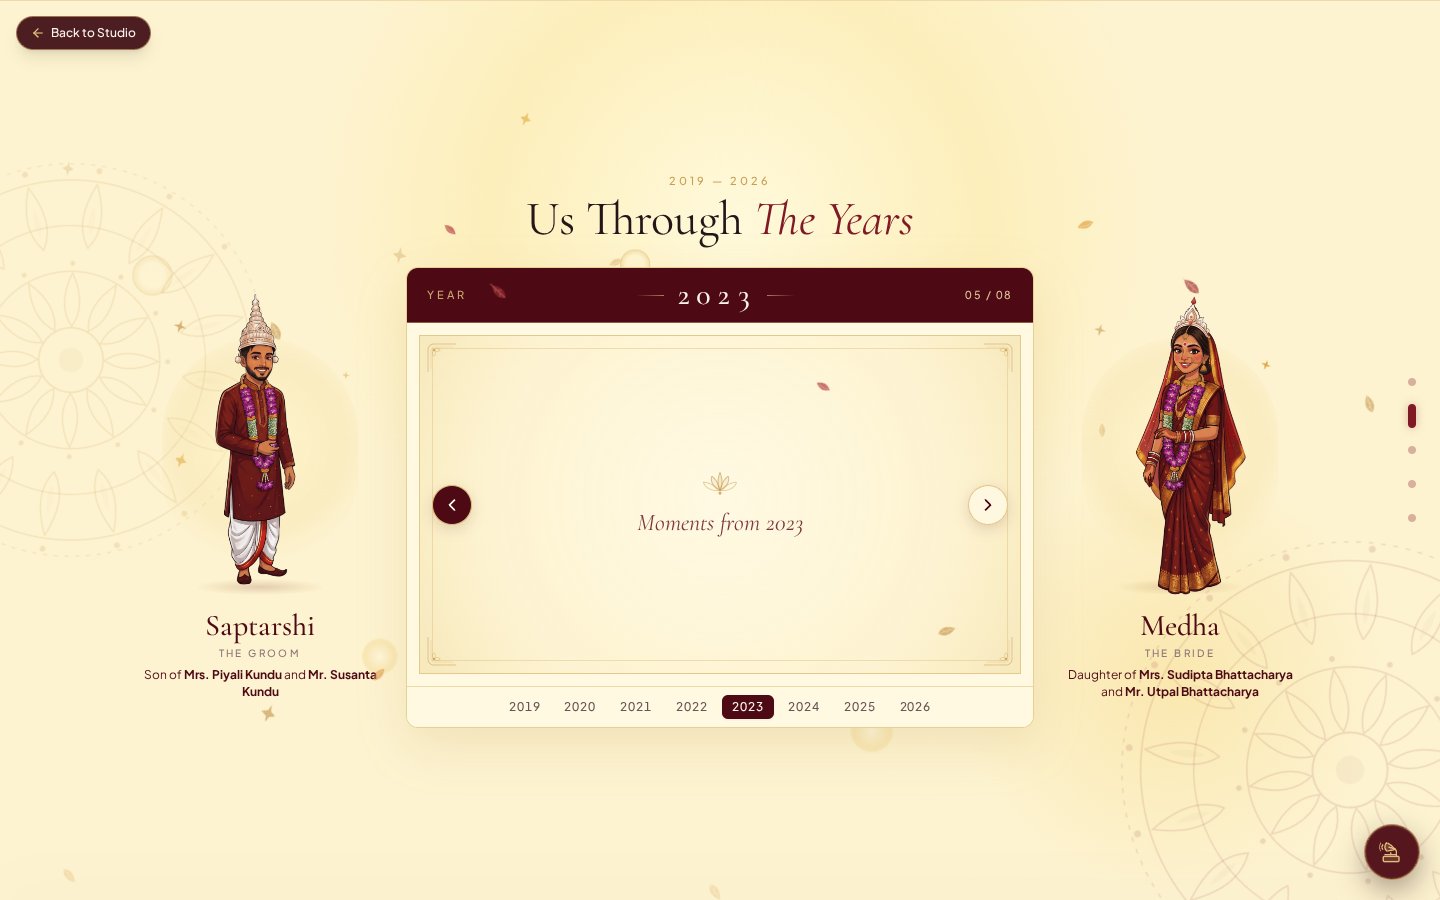 Back to Studio
2019 — 2026
Us Through The Years
YEAR
2023
05 / 08
Moments from 2023
Saptarshi
THE GROOM
Son of Mrs. Piyali Kundu and Mr. Susanta
Kundu
Medha
THE BRIDE
Daughter of Mrs. Sudipta Bhattacharya
and Mr. Utpal Bhattacharya
2019 2020 2021 2022 2023 2024 2025 2026